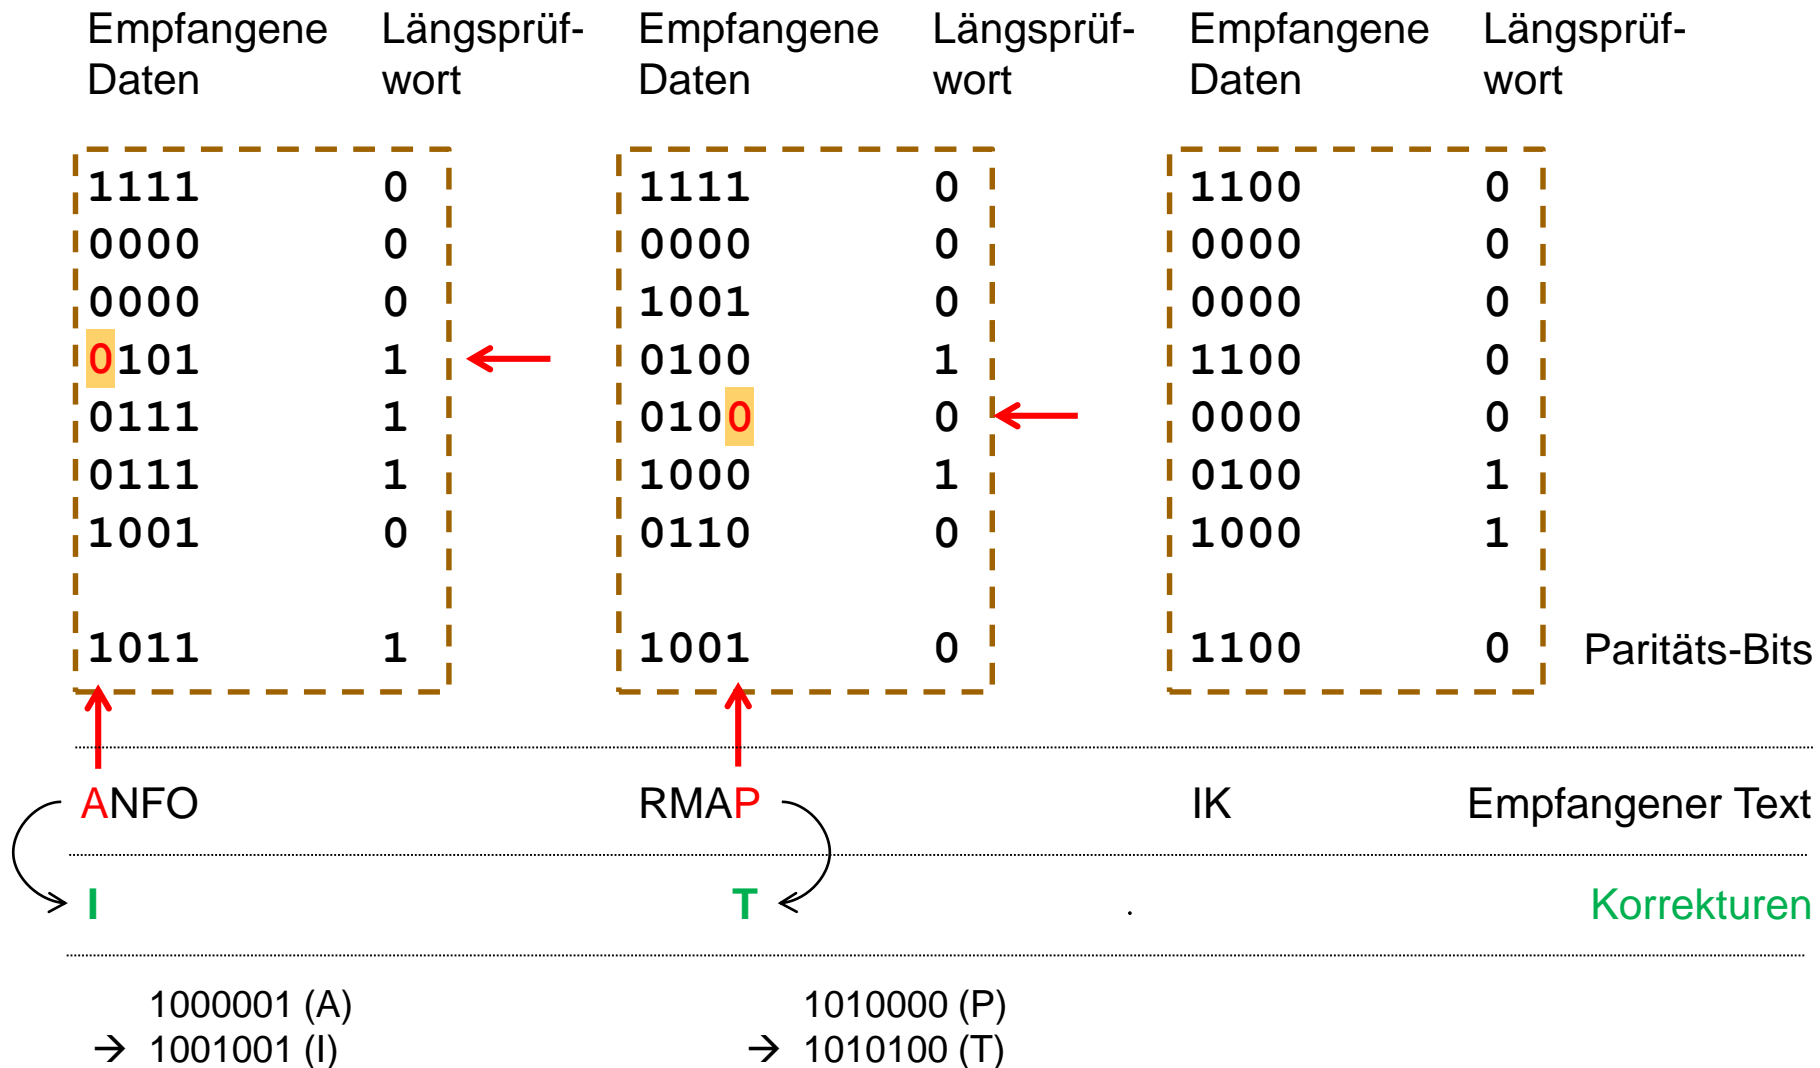 Empfangene Längsprüf- Empfangene Längsprüf- Empfangene Längsprüf-
Daten wort Daten wort Daten wort
1111 0 1111 0 1100 0
0000 0 0000 0 0000 0
0000 0 1001 0 0000 0
0101 1 0100 1 1100 0
0111 1 0100 0 0000 0
0111 1 1000 1 0100 1
1001 0 0110 0 1000 1
1011 1 1001 0 1100 0 Paritäts-Bits
ANFO RMAP IK Empfangener Text
I T . Korrekturen
1000001 (A) 1010000 (P)
→ 1001001 (I) → 1010100 (T)